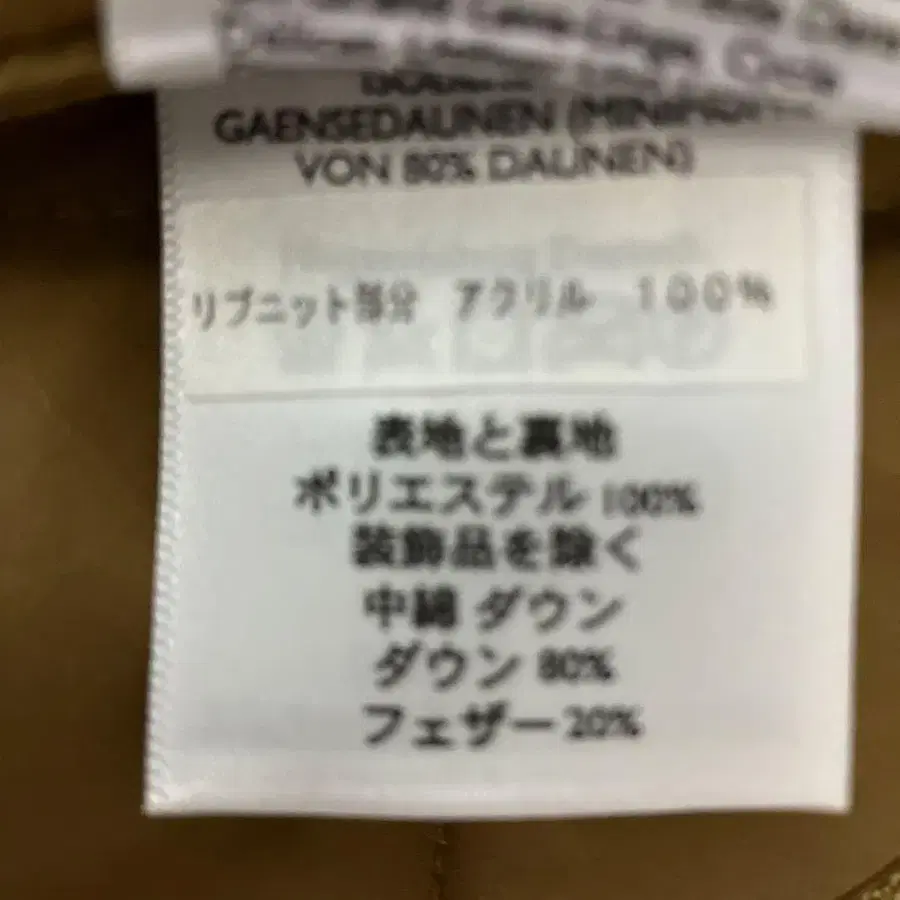 GAENSEDAUNEN
VON 80% DAUNEN)
リブニット部分 アクリル 100%
表地と裏地
ポリエステル 100%
装飾品を除く
中綿 ダウン
ダウン 80%
フェザー 20%